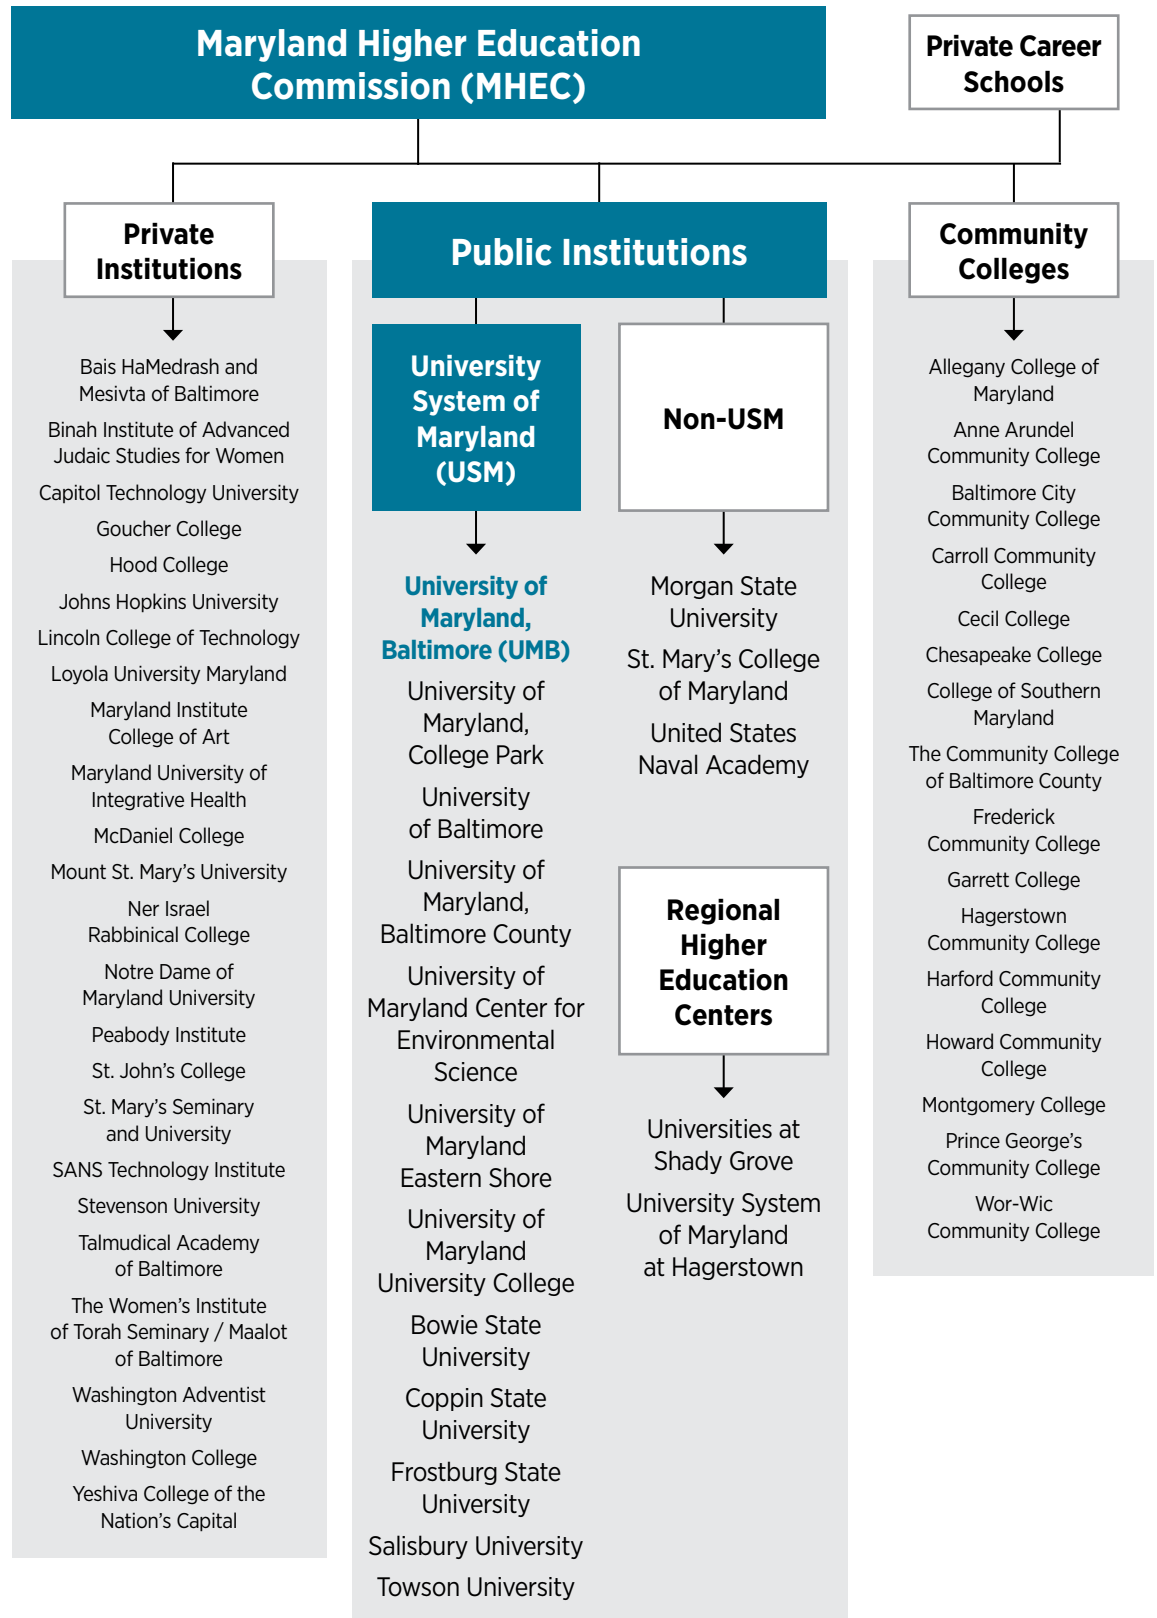 Maryland Higher Education
Commission (MHEC)
Private Career
Schools
Private
Institutions
Bais HaMedrash and
Mesivta of Baltimore
Binah Institute of Advanced
Judaic Studies for Women
Capitol Technology University
Goucher College
Hood College
Johns Hopkins University
Lincoln College of Technology
Loyola University Maryland
Maryland Institute
College of Art
Maryland University of
Integrative Health
McDaniel College
Mount St. Mary’s University
Ner Israel
Rabbinical College
Notre Dame of
Maryland University
Peabody Institute
St. John’s College
St. Mary’s Seminary
and University
SANS Technology Institute
Stevenson University
Talmudical Academy
of Baltimore
The Women’s Institute
of Torah Seminary / Maalot
of Baltimore
Washington Adventist
University
Washington College
Yeshiva College of the
Nation’s Capital
Public Institutions
University
System of
Maryland
(USM)
University of
Maryland,
Baltimore (UMB)
University of
Maryland,
College Park
University
of Baltimore
University of
Maryland,
Baltimore County
University of
Maryland Center for
Environmental
Science
University of
Maryland
Eastern Shore
University of
Maryland
University College
Bowie State
University
Coppin State
University
Frostburg State
University
Salisbury University
Towson University
Non-USM
Morgan State
University
St. Mary’s College
of Maryland
United States
Naval Academy
Regional
Higher
Education
Centers
Universities at
Shady Grove
University System
of Maryland
at Hagerstown
Community
Colleges
Allegany College of
Maryland
Anne Arundel
Community College
Baltimore City
Community College
Carroll Community
College
Cecil College
Chesapeake College
College of Southern
Maryland
The Community College
of Baltimore County
Frederick
Community College
Garrett College
Hagerstown
Community College
Harford Community
College
Howard Community
College
Montgomery College
Prince George’s
Community College
Wor-Wic
Community College